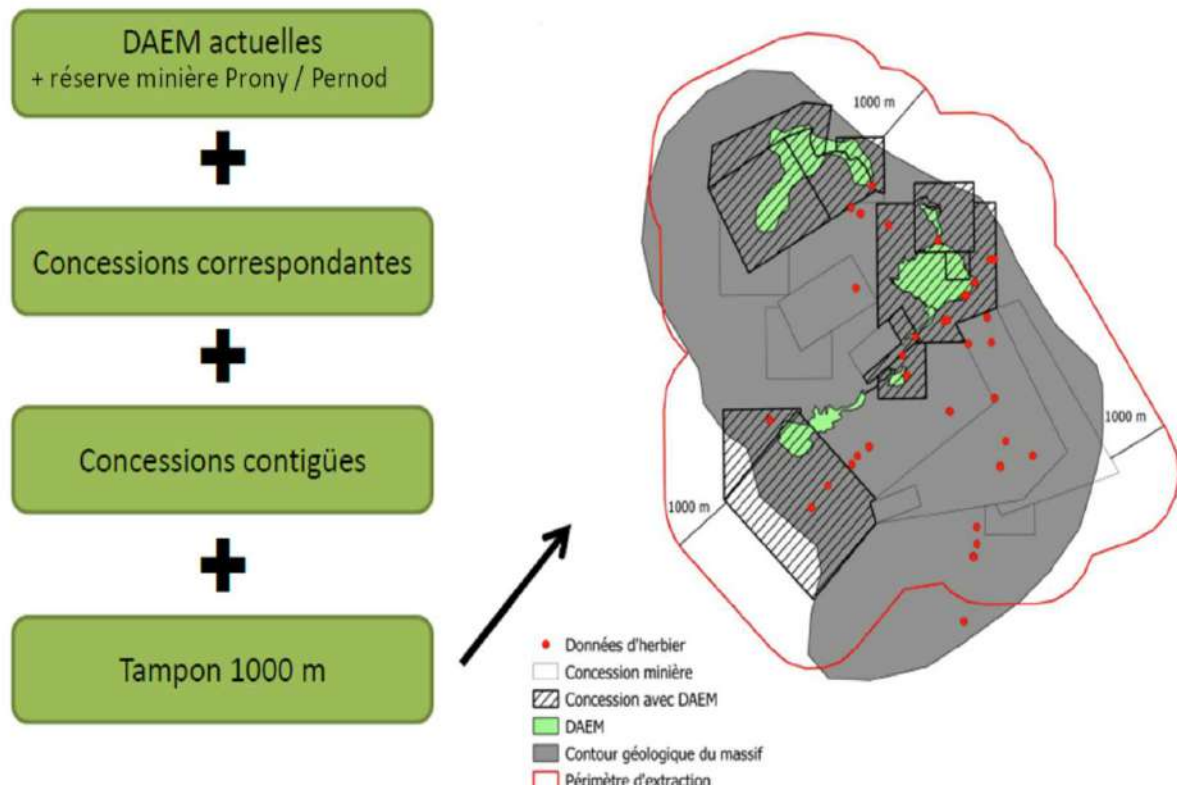 DAEM actuelles
+ réserve minière Prony / Pernod
+
Concessions correspondantes
+
Concessions contigües
+
Tampon 1000 m
1000 m
1000 m
1000 m
Données d'herbier
Concession minière
Concession avec DAEM
DAEM
Contour géologique du massif
Périmètre d'extraction